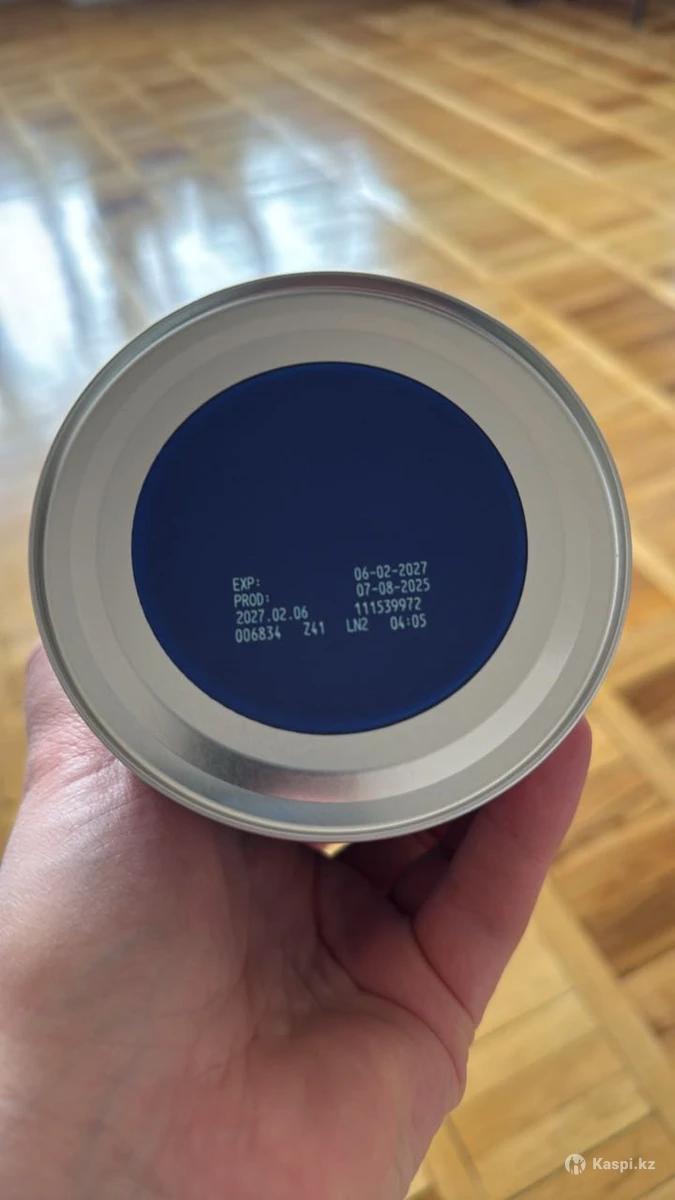 EXP: 06-02-2027
PROD: 07-08-2025
2027.02.06 111539972
006834 Z41 LN2 04:05
Kaspi.kz